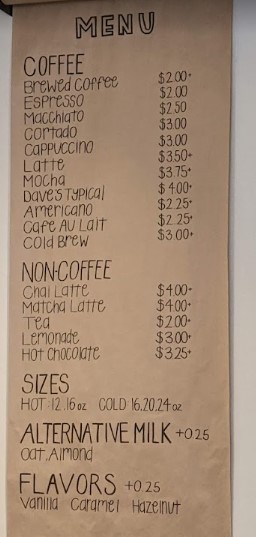 MENU
COFFEE
Brewed Coffee $2.00+
Espresso $2.00
Macchiato $2.50
Cortado $3.00
Cappuccino $3.00
Latte $3.50+
Mocha $3.75+
Dave's Typical $4.00+
Americano $2.25+
Cafe Au Lait $2.25+
Cold Brew $3.00+
NON-COFFEE
Chai Latte $4.00+
Matcha Latte $4.00+
Tea $2.00+
Lemonade $3.00+
Hot Chocolate $3.25+
SIZES
HOT: 12, 16 oz COLD 16, 20, 24 oz
ALTERNATIVE MILK +0.25
Oat, Almond
FLAVORS +0.25
Vanilla Caramel Hazelnut